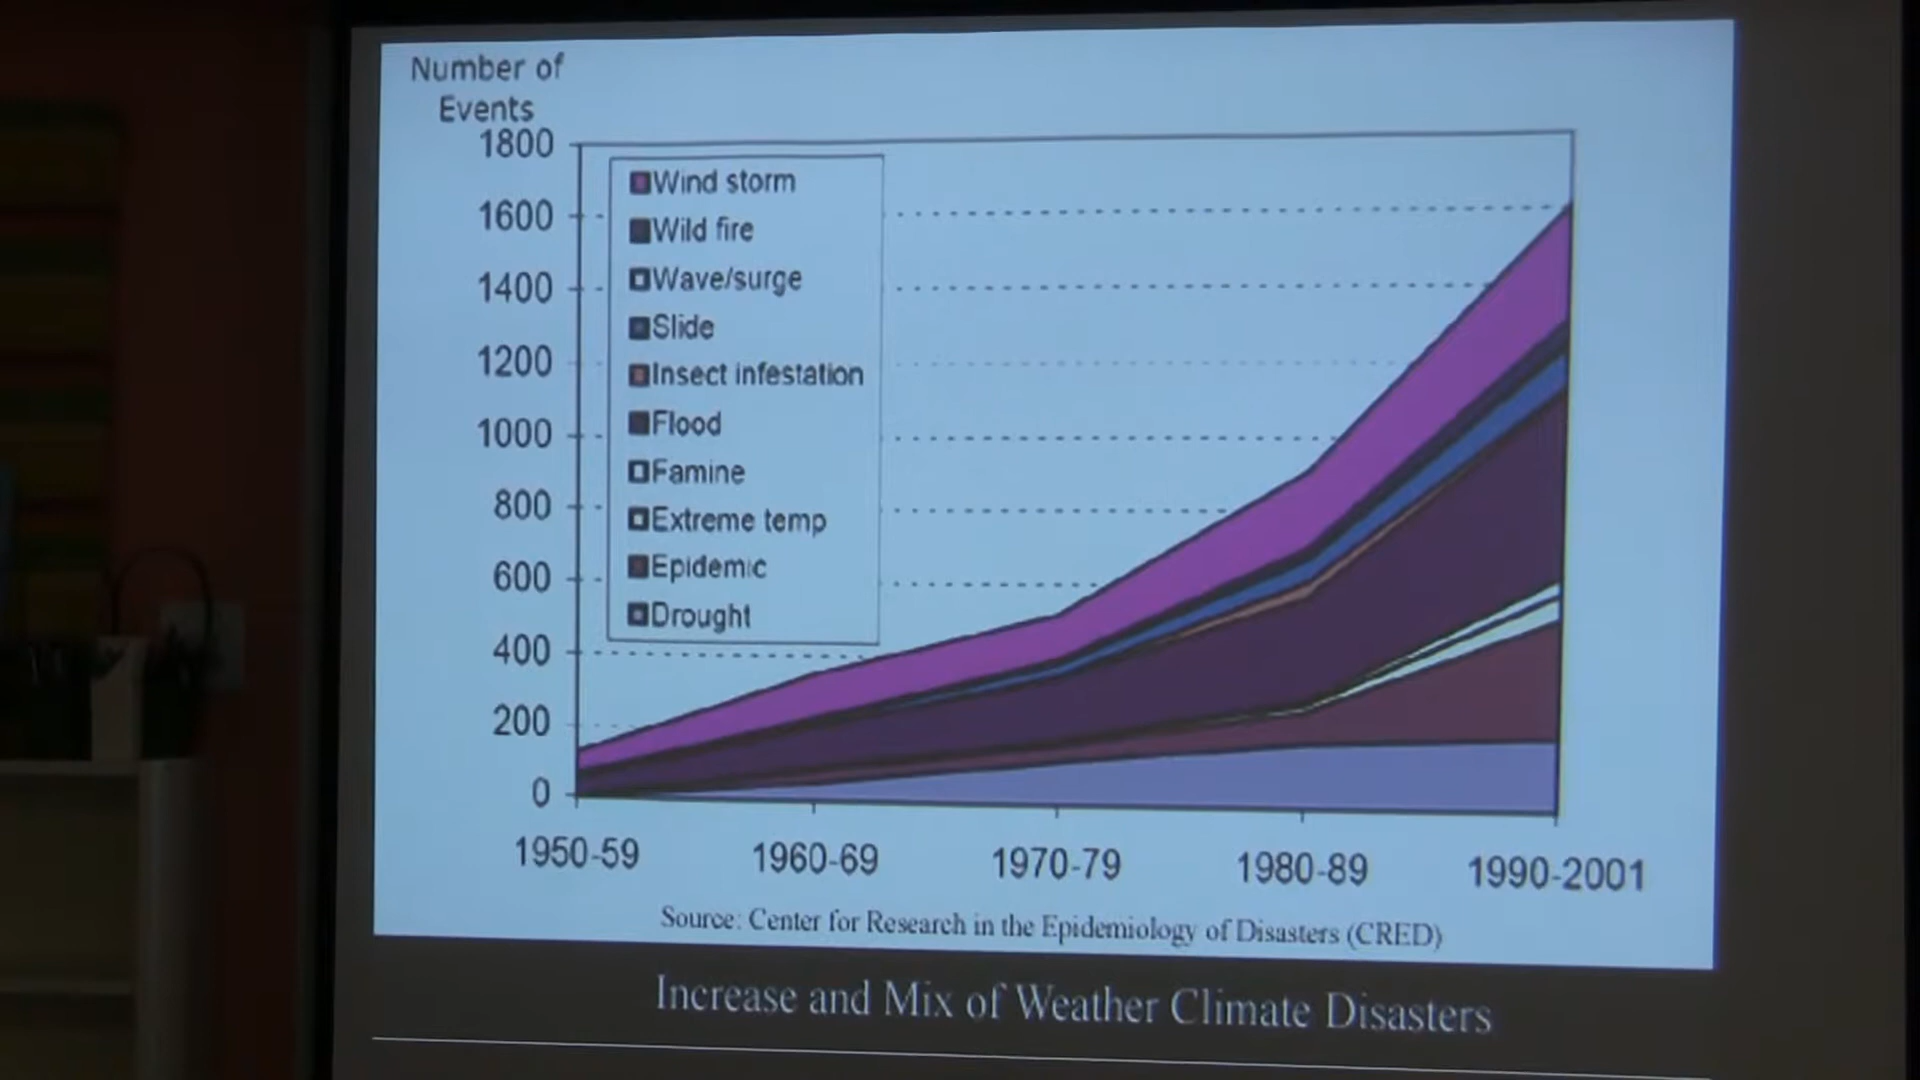 Number of
Events
1800
1600
1400
1200
1000
800
600
400
200
0
Wind storm
Wild fire
Wave/surge
Slide
Insect infestation
Flood
Famine
Extreme temp
Epidemic
Drought
1950-59
1960-69
1970-79
1980-89
1990-2001
Source: Center for Research in the Epidemiology of Disasters (CRED)
Increase and Mix of Weather Climate Disasters